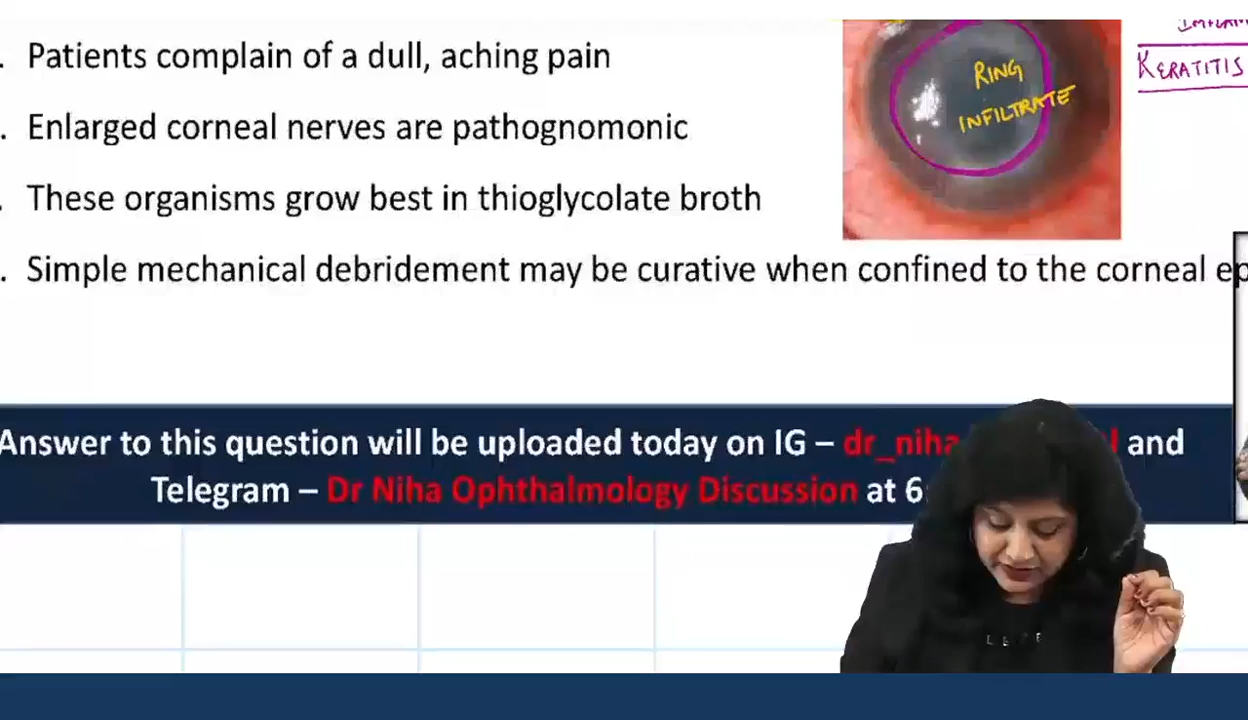 . Patients complain of a dull, aching pain
. Enlarged corneal nerves are pathognomonic
. These organisms grow best in thioglycolate broth
. Simple mechanical debridement may be curative when confined to the corneal
RING
INFILTRATE
KERATITIS
Answer to this question will be uploaded today on IG – and
Telegram – Dr Niha Ophthalmology Discussion at 6